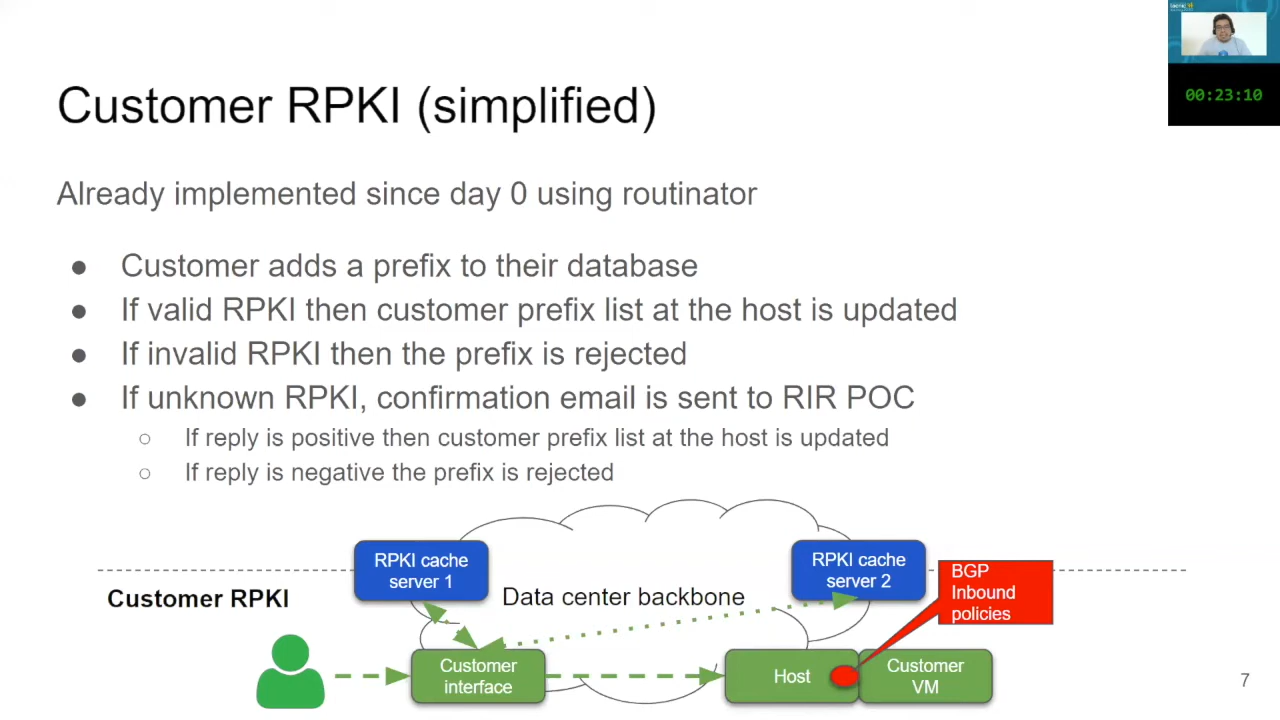 Customer RPKI (simplified)
00:23:10
Already implemented since day 0 using routinator
● Customer adds a prefix to their database
● If valid RPKI then customer prefix list at the host is updated
● If invalid RPKI then the prefix is rejected
● If unknown RPKI, confirmation email is sent to RIR POC
○ If reply is positive then customer prefix list at the host is updated
○ If reply is negative the prefix is rejected
RPKI cache
server 1
RPKI cache
server 2
BGP
Inbound
policies
Customer RPKI
Data center backbone
Customer
interface
Host
Customer
VM
7